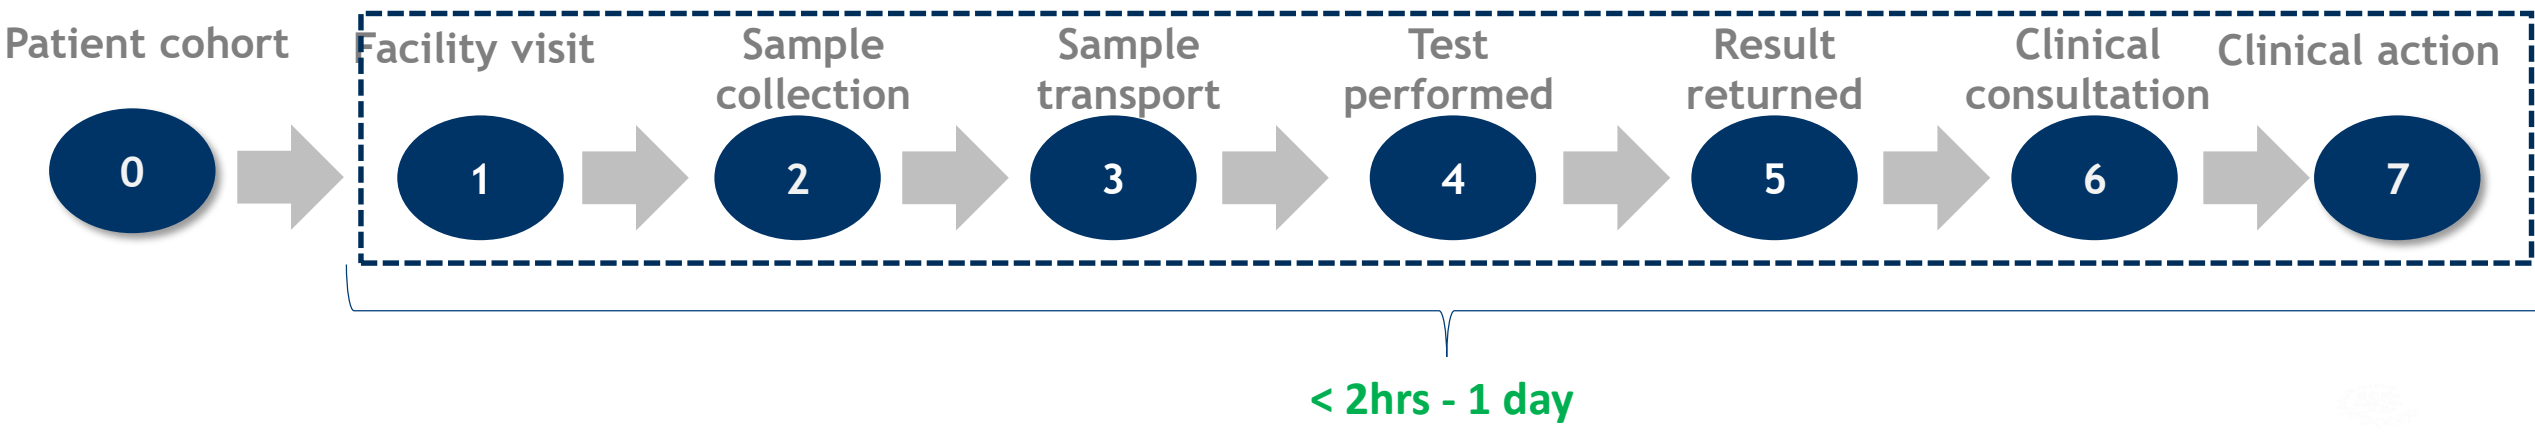 Patient cohort
Facility visit
Sample
collection
Sample
transport
Test
performed
Result
returned
Clinical
consultation
Clinical action
0
1
2
3
4
5
6
7
< 2hrs - 1 day